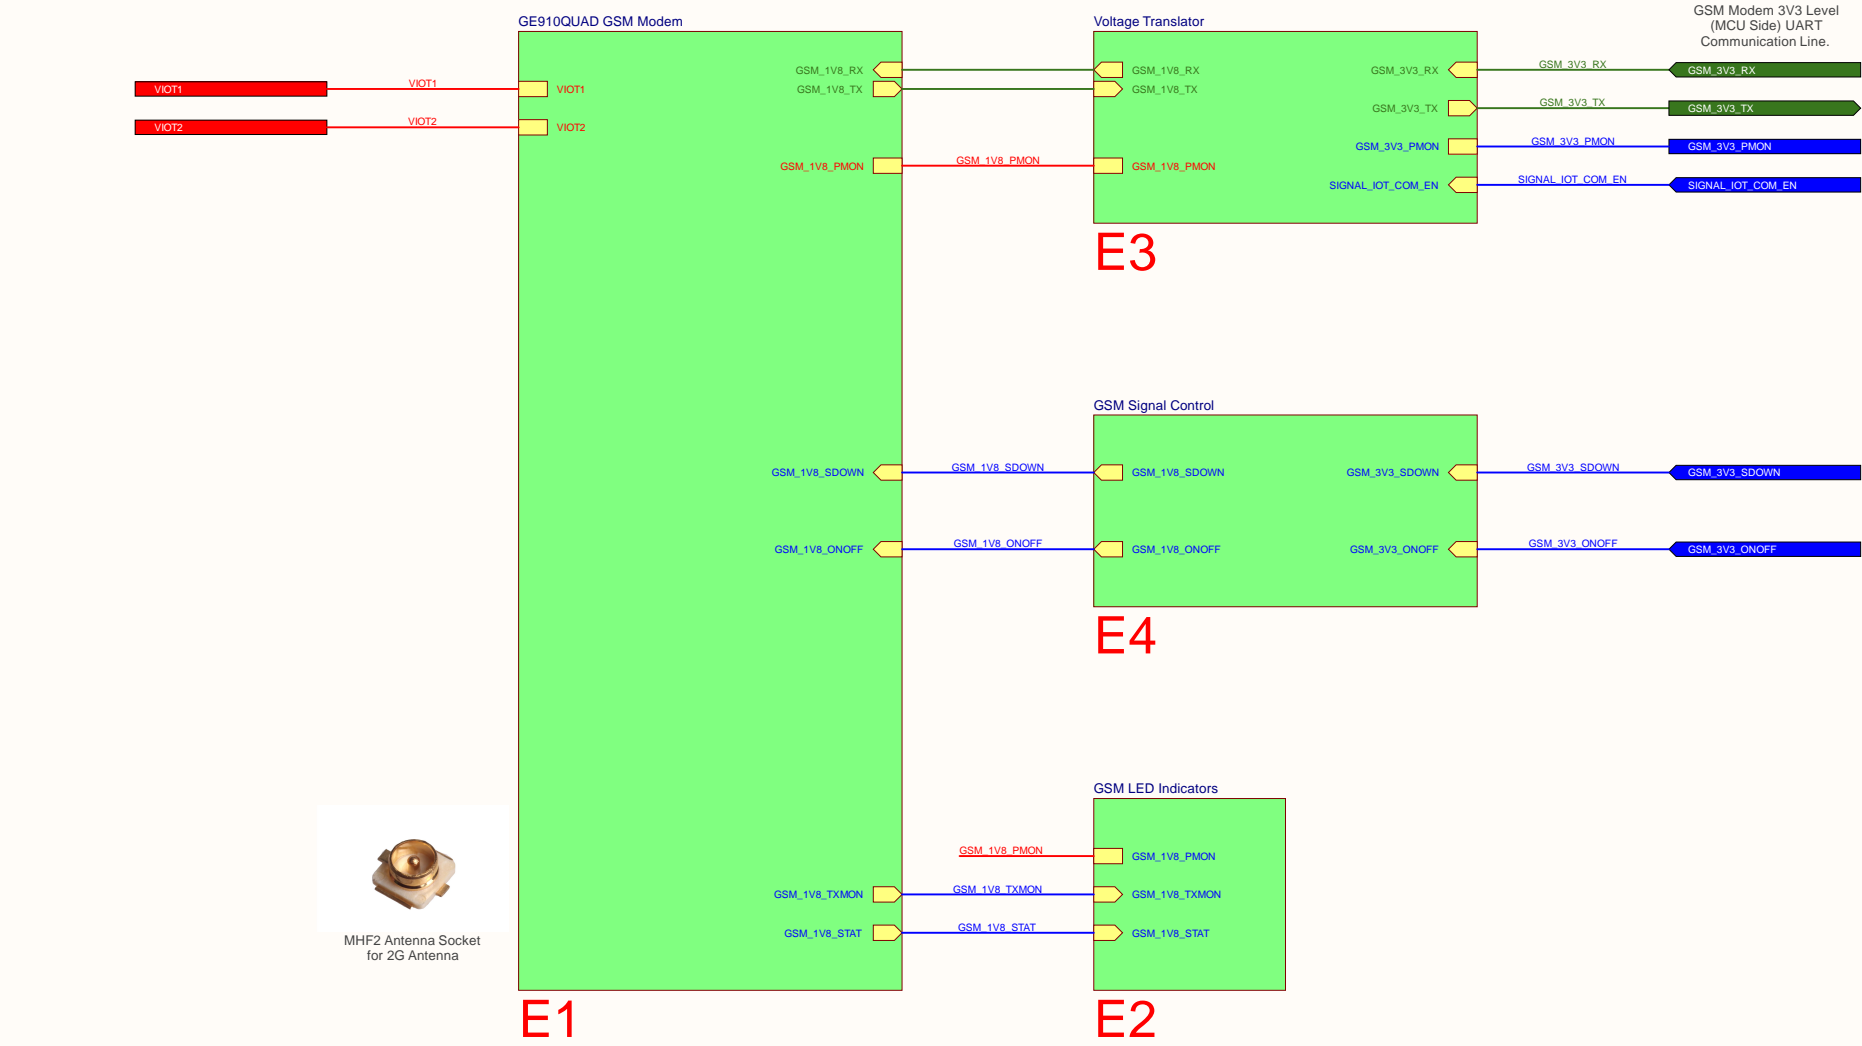 GE910QUAD GSM Modem
VIOT1
VIOT1
VIOT1
VIOT2
VIOT2
VIOT2
GSM_1V8_RX
GSM_1V8_TX
GSM_1V8_PMON
GSM_1V8_PMON
GSM_1V8_SDOWN
GSM_1V8_SDOWN
GSM_1V8_ONOFF
GSM_1V8_ONOFF
GSM_1V8_TXMON
GSM_1V8_TXMON
GSM_1V8_STAT
GSM_1V8_STAT
E1
MHF2 Antenna Socket
for 2G Antenna
Voltage Translator
GSM_1V8_RX
GSM_1V8_TX
GSM_1V8_PMON
GSM_3V3_RX
GSM_3V3_TX
GSM_3V3_PMON
SIGNAL_IOT_COM_EN
E3
GSM Modem 3V3 Level
(MCU Side) UART
Communication Line.
GSM_3V3_RX
GSM_3V3_RX
GSM_3V3_TX
GSM_3V3_TX
GSM_3V3_PMON
GSM_3V3_PMON
SIGNAL_IOT_COM_EN
SIGNAL_IOT_COM_EN
GSM Signal Control
GSM_1V8_SDOWN
GSM_3V3_SDOWN
GSM_3V3_SDOWN
GSM_3V3_SDOWN
GSM_1V8_ONOFF
GSM_3V3_ONOFF
GSM_3V3_ONOFF
GSM_3V3_ONOFF
E4
GSM LED Indicators
GSM_1V8_PMON
GSM_1V8_PMON
GSM_1V8_TXMON
GSM_1V8_STAT
E2